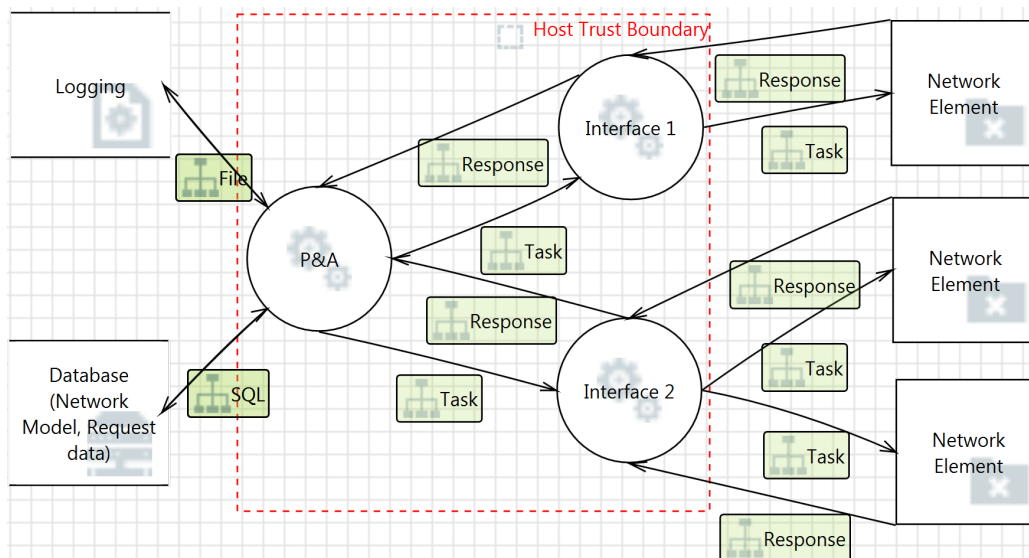 Host Trust Boundary
Logging
Response
Network
Element
Interface 1
Response
Task
File
Task
P&A
Network
Element
Response
Response
Database
(Network
Model, Request
data)
SQL
Task
Interface 2
Task
Task
Network
Element
Response